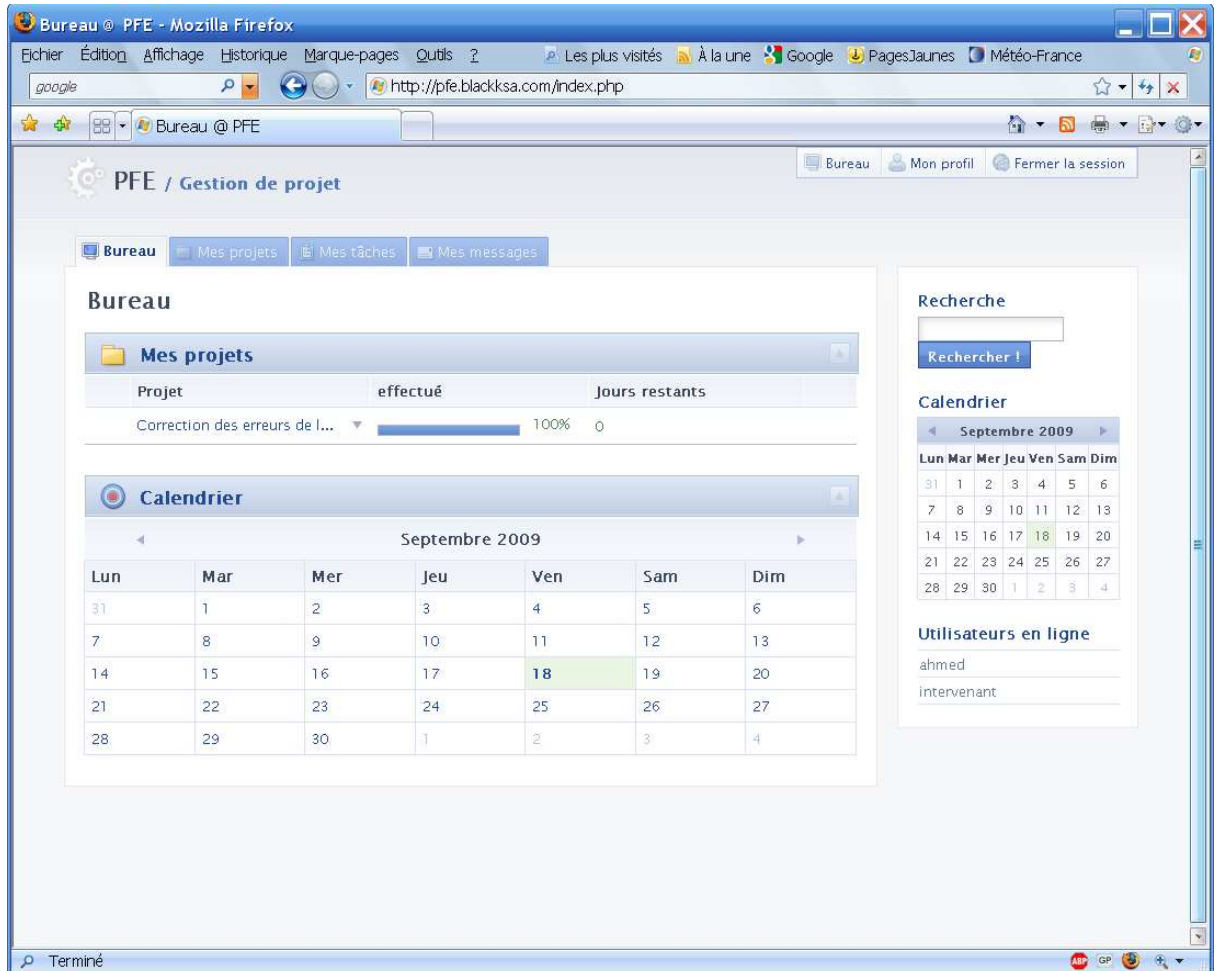 Bureau @ PFE - Mozilla Firefox
Eichier Édition Affichage Historique Marque-pages Outils ? Les plus visités À la une Google PagesJaunes Météo-France
google http://pfe.blackksa.com/index.php
Bureau @ PFE
PFE / Gestion de projet
Bureau Mon profil Fermer la session
Bureau Mes projets Mes tâches Mes messages
Bureau
Mes projets
Projet effectué Jours restants
Correction des erreurs de l... 100% 0
Calendrier
Septembre 2009
Lun Mar Mer Jeu Ven Sam Dim
31 1 2 3 4 5 6
7 8 9 10 11 12 13
14 15 16 17 18 19 20
21 22 23 24 25 26 27
28 29 30 1 2 3 4
Recherche
Rechercher !
Calendrier
Septembre 2009
Lun Mar Mer Jeu Ven Sam Dim
31 1 2 3 4 5 6
7 8 9 10 11 12 13
14 15 16 17 18 19 20
21 22 23 24 25 26 27
28 29 30 1 2 3 4
Utilisateurs en ligne
ahmed
intervenant
Terminé ABP GP